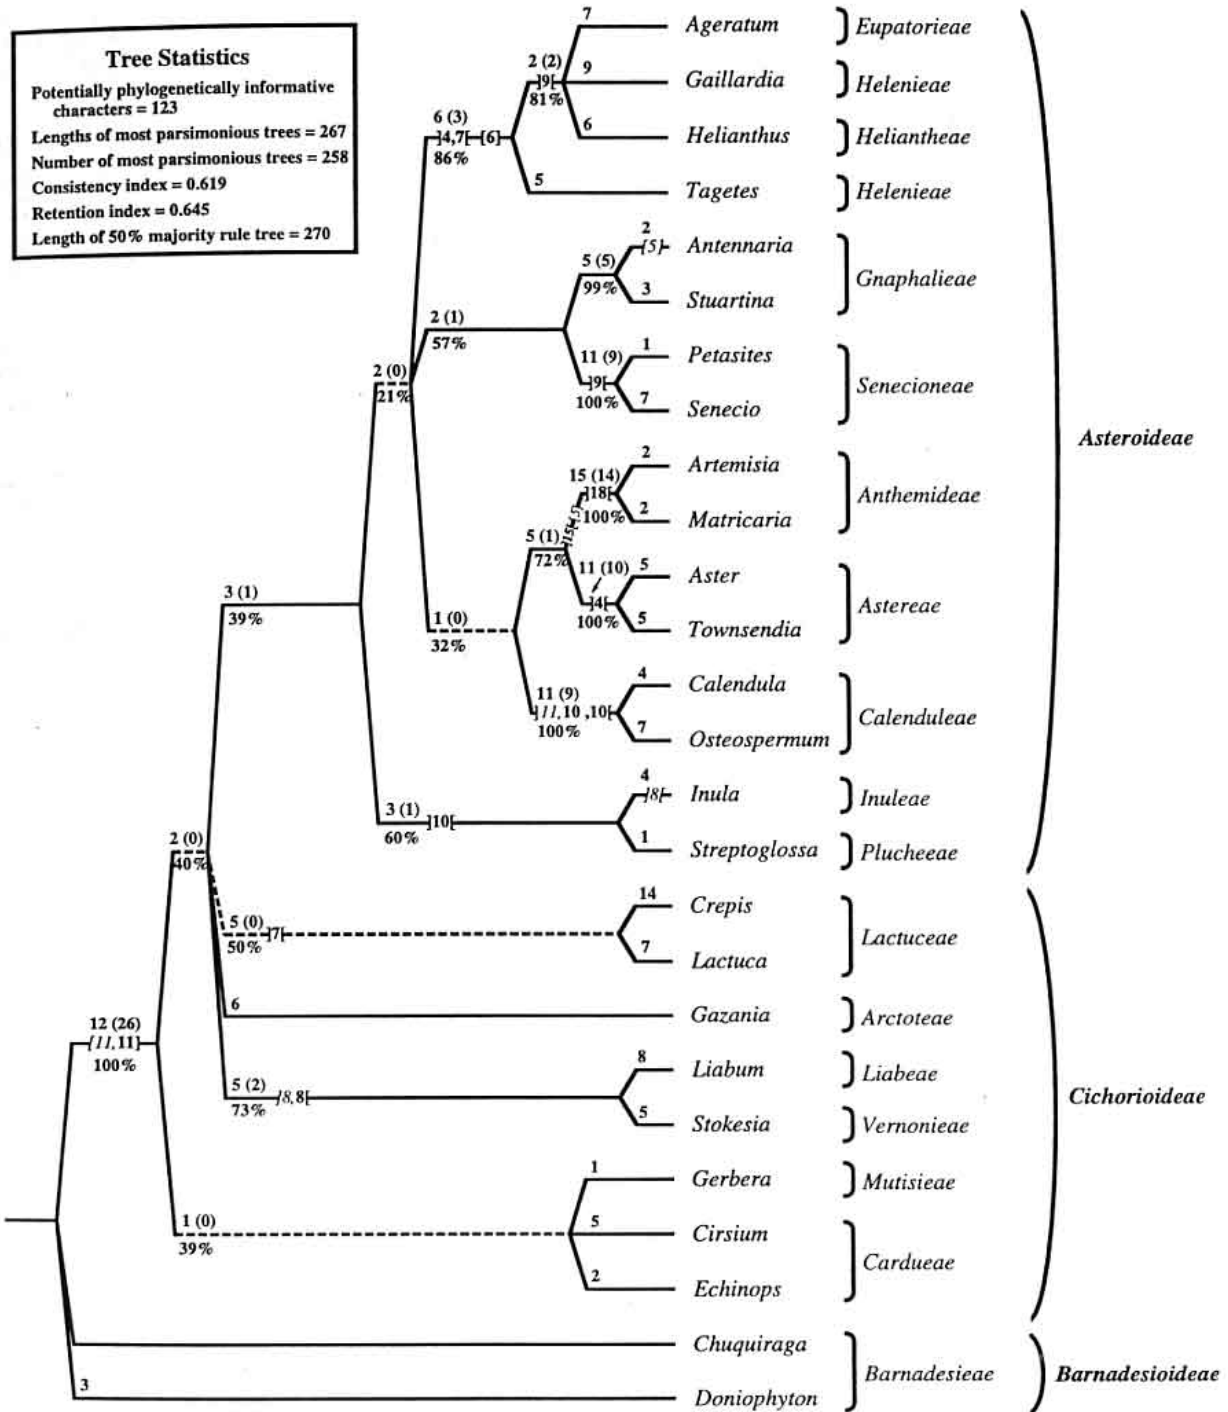 Tree Statistics
Potentially phylogenetically informative
characters = 123
Lengths of most parsimonious trees = 267
Number of most parsimonious trees = 258
Consistency index = 0.619
Retention index = 0.645
Length of 50% majority rule tree = 270
7 Ageratum Eupatorieae
2 (2)
]9[
81%
9 Gaillardia Helenieae
6 (3)
]4,7[ [6]
86%
6 Helianthus Heliantheae
5 Tagetes Helenieae
2
[5]- Antennaria
5 (5)
99%
Gnaphalieae
3 Stuartina
2 (1)
57%
1 Petasites
11 (9)
]9[
100%
Senecioneae
2 (0)
21%
7 Senecio
Asteroideae
2 Artemisia
15 (14)
]18[
100%
Anthemideae
2 Matricaria
5 (1)
72%
]15[
5 Aster
11 (10)
]4[
100%
Astereae
3 (1)
39%
1 (0)
32%
5 Townsendia
4 Calendula
11 (9)
]11,10 ,10[
100%
Calenduleae
7 Osteospermum
4
]8[- Inula Inuleae
3 (1)
]10[
60%
1 Streptoglossa Plucheeae
2 (0)
40%
14 Crepis
5 (0)
]7[
50%
Lactuceae
7 Lactuca
6 Gazania Arctoteae
12 (26)
[11,11]
100%
8 Liabum Liabeae
5 (2)
]8,8[
73%
Cichorioideae
5 Stokesia Vernonieae
1 Gerbera Mutisieae
1 (0)
39%
5 Cirsium
Cardueae
2 Echinops
Chuquiraga
Barnadesieae Barnadesioideae
3 Doniophyton